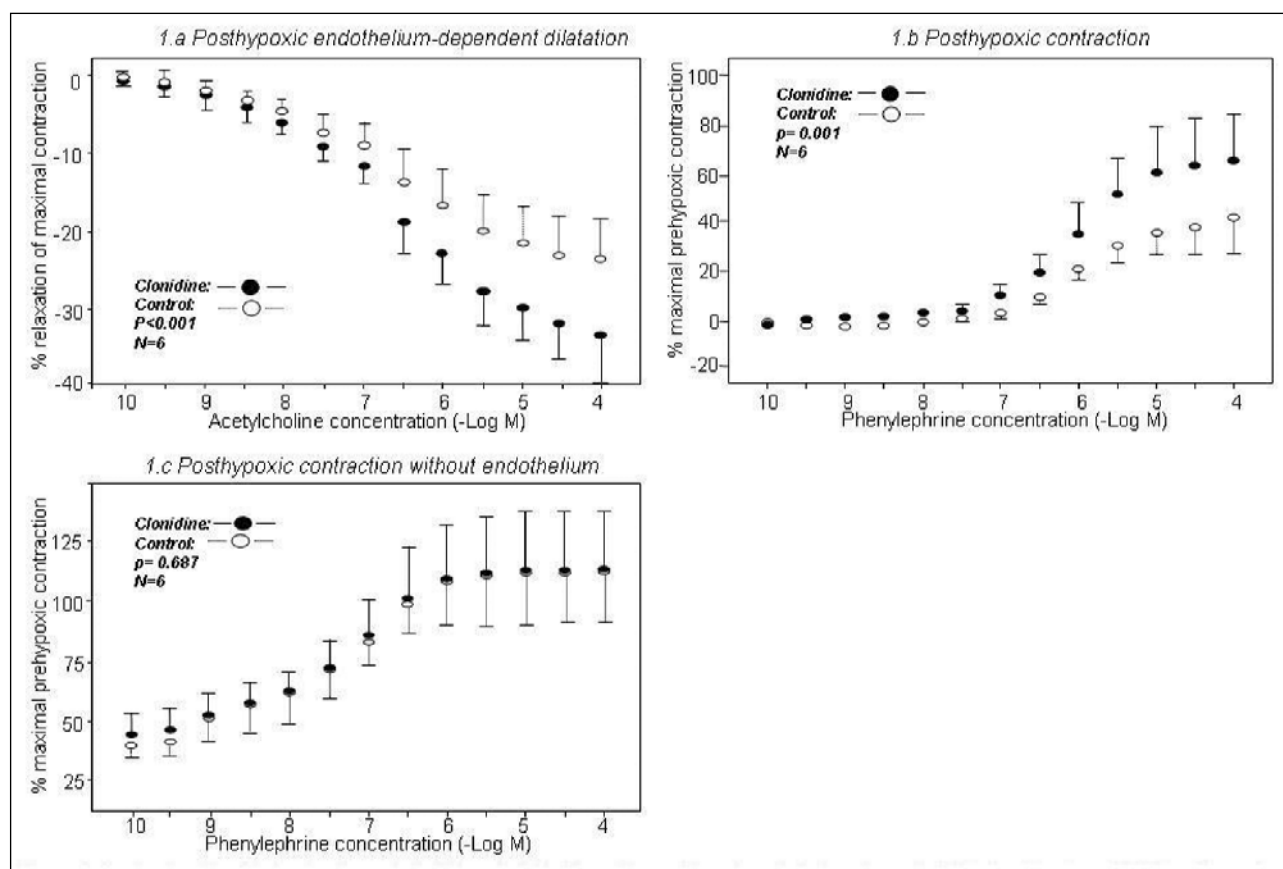 1.a Posthypoxic endothelium-dependent dilatation
% relaxation of maximal contraction
0
-10
-20
-30
-40
Clonidine:
Control:
P<0.001
N=6
10 9 8 7 6 5 4
Acetylcholine concentration (-Log M)
1.b Posthypoxic contraction
% maximal prehypoxic contraction
100
80
60
40
20
0
-20
Clonidine:
Control:
p= 0.001
N=6
10 9 8 7 6 5 4
Phenylephrine concentration (-Log M)
1.c Posthypoxic contraction without endothelium
% maximal prehypoxic contraction
125
100
75
50
25
Clonidine:
Control:
p= 0.687
N=6
10 9 8 7 6 5 4
Phenylephrine concentration (-Log M)